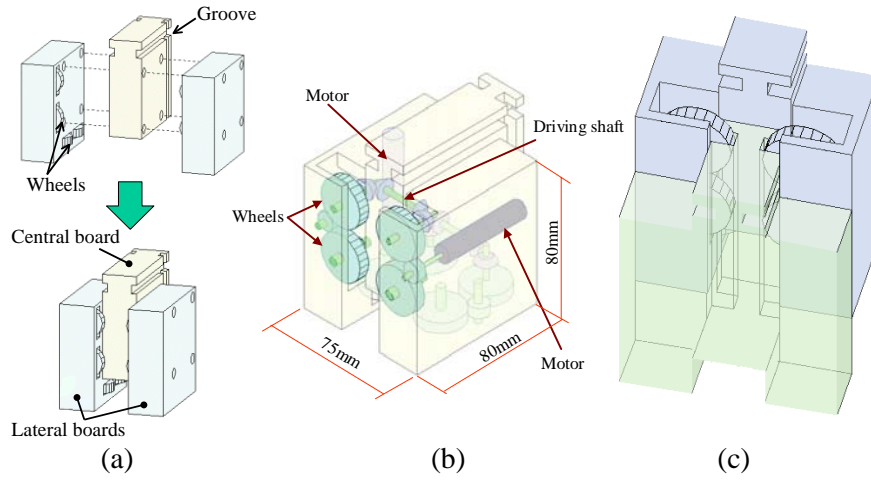 Groove
Wheels
Central board
Lateral boards
(a)
Motor
Driving shaft
Wheels
80mm
75mm
80mm
Motor
(b)
(c)